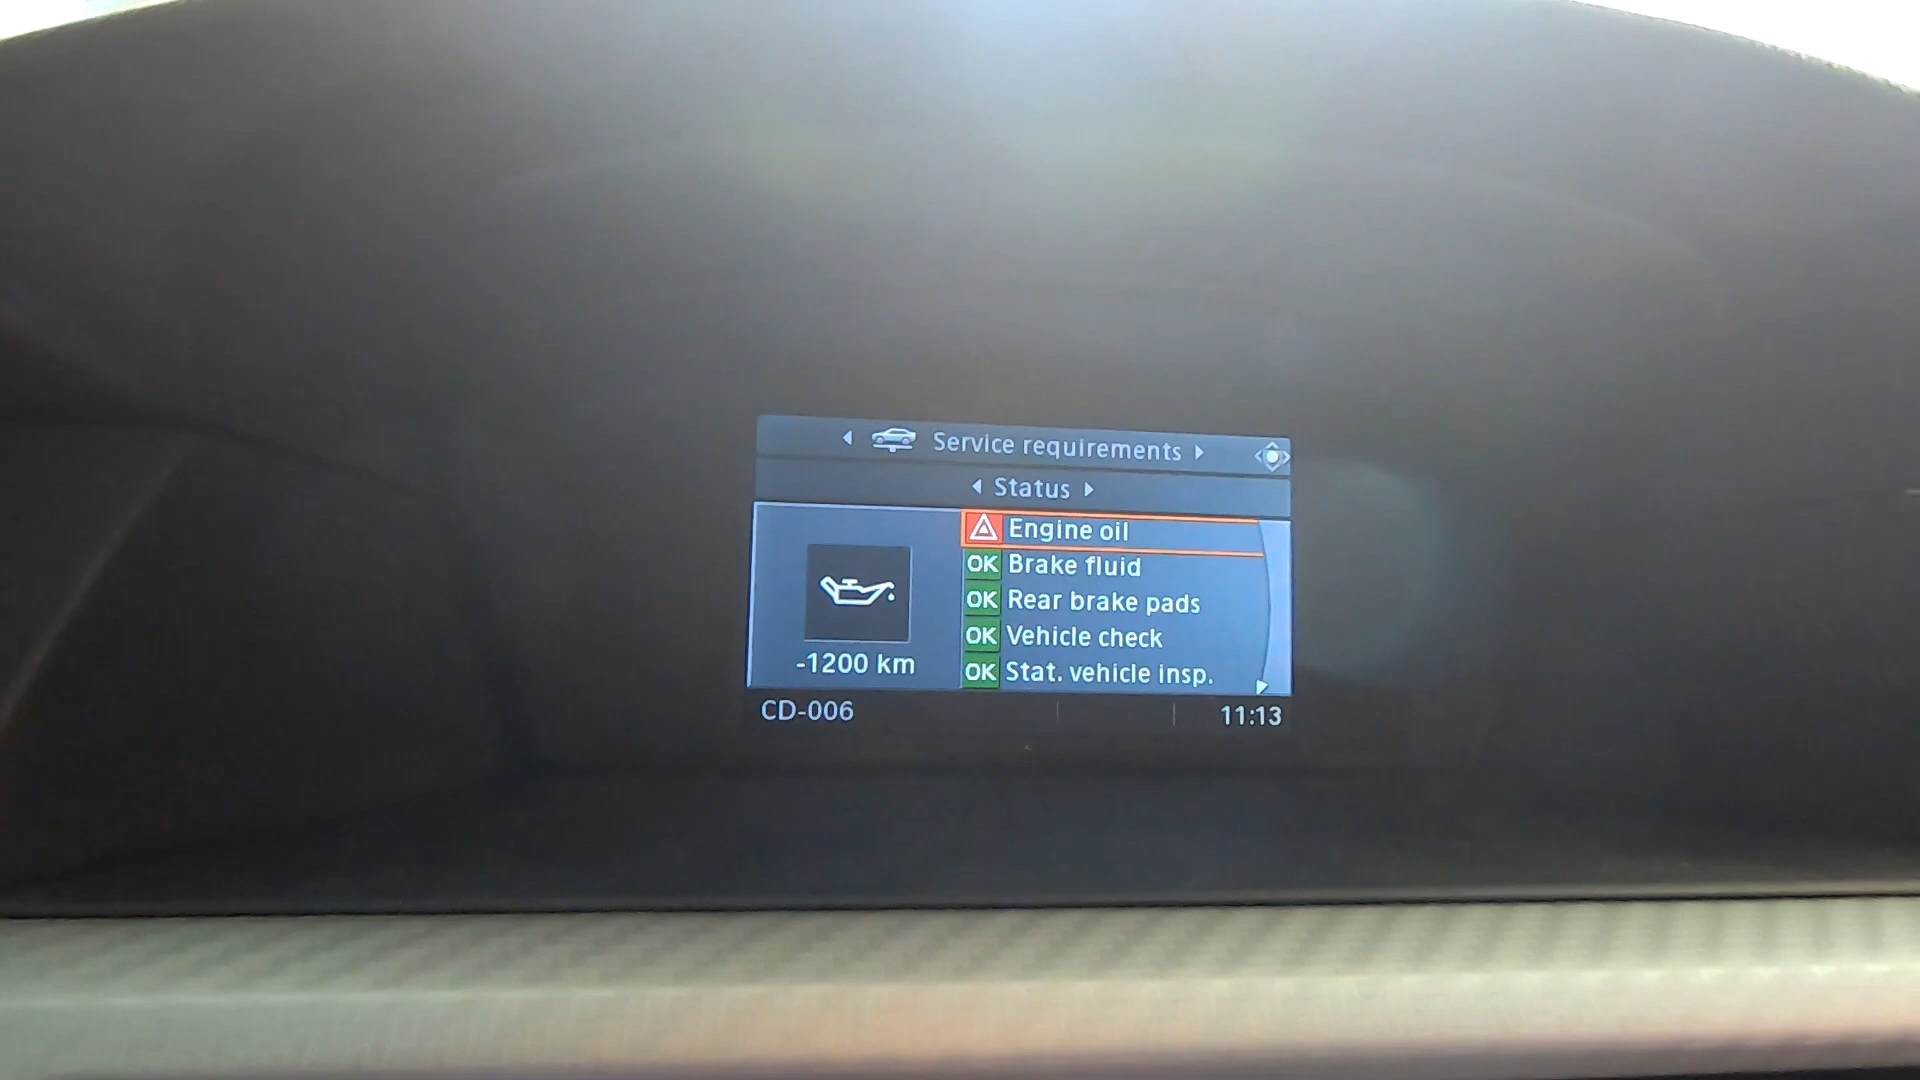 Service requirements
Status
Engine oil
OK Brake fluid
OK Rear brake pads
OK Vehicle check
OK Stat. vehicle insp.
-1200 km
CD-006
11:13